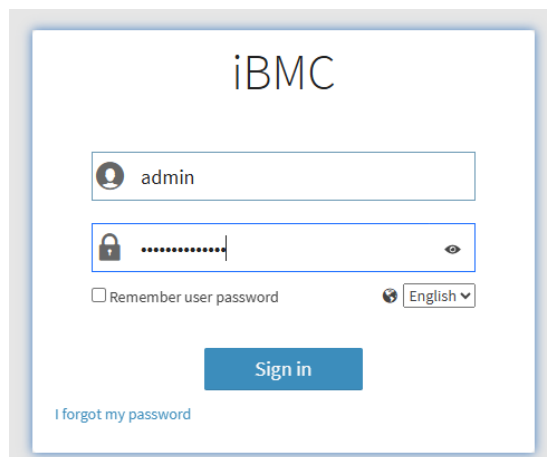 iBMC
admin
••••••••••••••
Remember user password
English
Sign in
I forgot my password